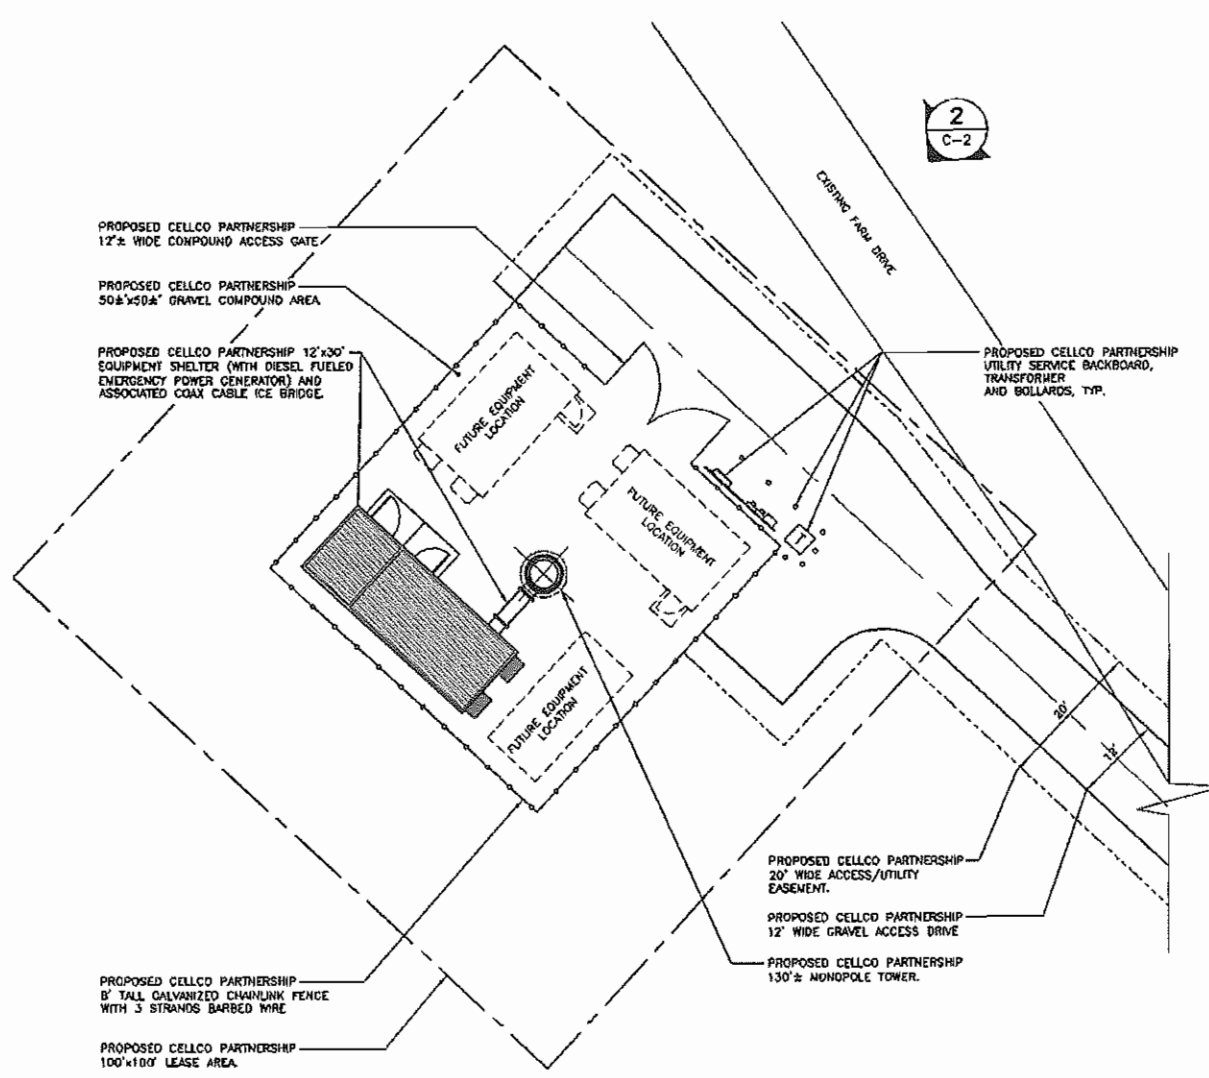 2
C-2
EXISTING FARM DRIVE
PROPOSED CELLCO PARTNERSHIP
12'± WIDE COMPOUND ACCESS GATE
PROPOSED CELLCO PARTNERSHIP
50±'x50±' GRAVEL COMPOUND AREA
PROPOSED CELLCO PARTNERSHIP 12'x30'
EQUIPMENT SHELTER (WITH DIESEL FUELED
EMERGENCY POWER GENERATOR) AND
ASSOCIATED COAX CABLE ICE BRIDGE.
PROPOSED CELLCO PARTNERSHIP
UTILITY SERVICE BACKBOARD,
TRANSFORMER
AND BOLLARDS, TYP.
FUTURE EQUIPMENT
LOCATION
FUTURE EQUIPMENT
LOCATION
T
FUTURE EQUIPMENT
LOCATION
20'
12'
PROPOSED CELLCO PARTNERSHIP
20' WIDE ACCESS/UTILITY
EASEMENT.
PROPOSED CELLCO PARTNERSHIP
12' WIDE GRAVEL ACCESS DRIVE
PROPOSED CELLCO PARTNERSHIP
130'± MONOPOLE TOWER.
PROPOSED CELLCO PARTNERSHIP
8' TALL GALVANIZED CHAINLINK FENCE
WITH 3 STRANDS BARBED WIRE
PROPOSED CELLCO PARTNERSHIP
100'x100' LEASE AREA